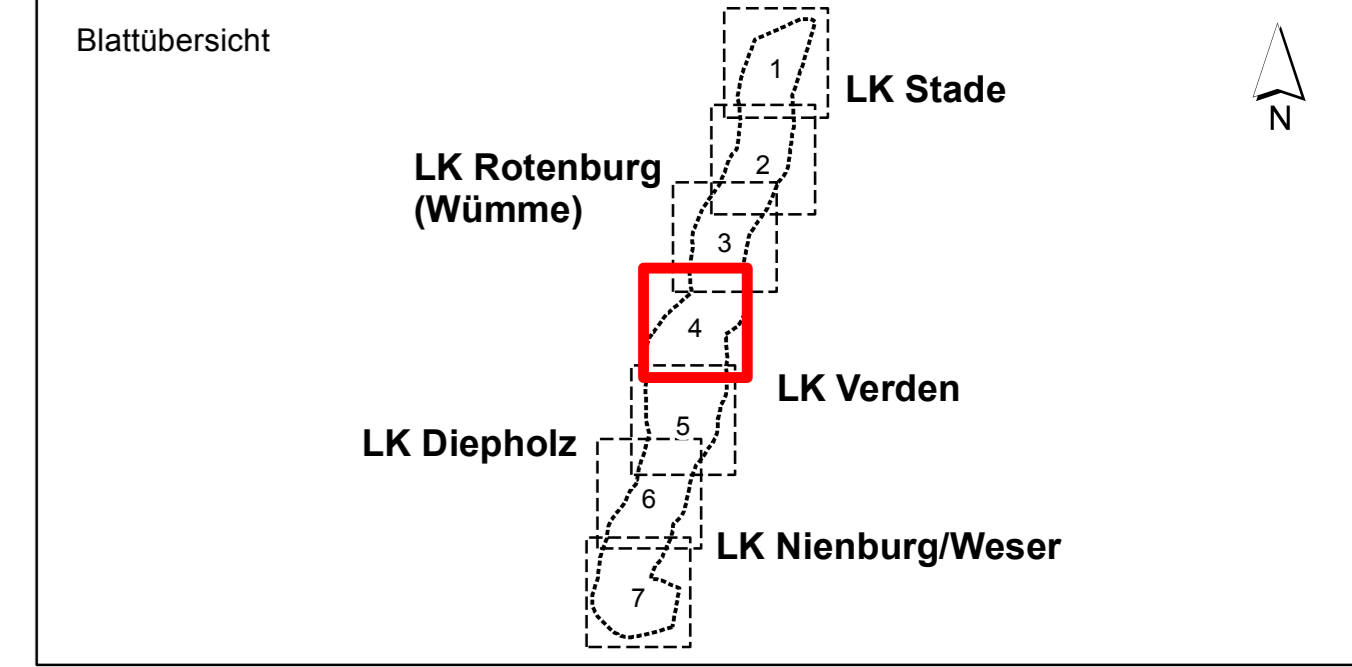 Blattübersicht
1
LK Stade
N
2
LK Rotenburg
(Wümme)
3
4
LK Verden
5
LK Diepholz
6
LK Nienburg/Weser
7